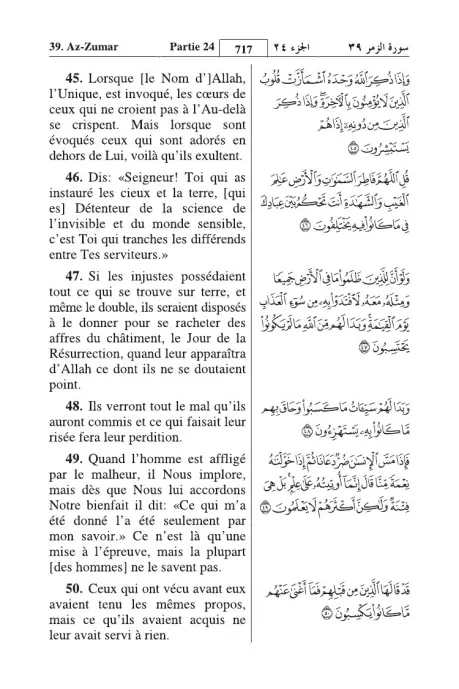 39. Az-Zumar Partie 24 717 الجزء ٢٤ سورة الزمر ٣٩
45. Lorsque [le Nom d']Allah,
l'Unique, est invoqué, les cœurs de
ceux qui ne croient pas à l'Au-delà
se crispent. Mais lorsque sont
évoqués ceux qui sont adorés en
dehors de Lui, voilà qu'ils exultent.
46. Dis: «Seigneur! Toi qui as
instauré les cieux et la terre, [qui
es] Détenteur de la science de
l'invisible et du monde sensible,
c'est Toi qui tranches les différends
entre Tes serviteurs.»
47. Si les injustes possédaient
tout ce qui se trouve sur terre, et
même le double, ils seraient disposés
à le donner pour se racheter des
affres du châtiment, le Jour de la
Résurrection, quand leur apparaîtra
d'Allah ce dont ils ne se doutaient
point.
48. Ils verront tout le mal qu'ils
auront commis et ce qui faisait leur
risée fera leur perdition.
49. Quand l'homme est affligé
par le malheur, il Nous implore,
mais dès que Nous lui accordons
Notre bienfait il dit: «Ce qui m'a
été donné l'a été seulement par
mon savoir.» Ce n'est là qu'une
mise à l'épreuve, mais la plupart
[des hommes] ne le savent pas.
50. Ceux qui ont vécu avant eux
avaient tenu les mêmes propos,
mais ce qu'ils avaient acquis ne
leur avait servi à rien.
وَإِذَا ذُكِرَ ٱللَّهُ وَحْدَهُ ٱشْمَأَزَّتْ قُلُوبُ
ٱلَّذِينَ لَا يُؤْمِنُونَ بِٱلْأَخِرَةِ وَإِذَا ذُكِرَ
ٱلَّذِينَ مِن دُونِهِۦٓ إِذَا هُمْ
يَسْتَبْشِرُونَ ٤٥
قُلِ ٱللَّهُمَّ فَاطِرَ ٱلسَّمَٰوَٰتِ وَٱلْأَرْضِ عَٰلِمَ
ٱلْغَيْبِ وَٱلشَّهَٰدَةِ أَنتَ تَحْكُمُ بَيْنَ عِبَادِكَ
فِى مَا كَانُوا۟ فِيهِ يَخْتَلِفُونَ ٤٦
وَلَوْ أَنَّ لِلَّذِينَ ظَلَمُوا۟ مَا فِى ٱلْأَرْضِ جَمِيعًا
وَمِثْلَهُۥ مَعَهُۥ لَٱفْتَدَوْا۟ بِهِۦ مِن سُوٓءِ ٱلْعَذَابِ
يَوْمَ ٱلْقِيَٰمَةِ وَبَدَا لَهُم مِّنَ ٱللَّهِ مَا لَمْ يَكُونُوا۟
يَحْتَسِبُونَ ٤٧
وَبَدَا لَهُمْ سَيِّـَٔاتُ مَا كَسَبُوا۟ وَحَاقَ بِهِم
مَّا كَانُوا۟ بِهِۦ يَسْتَهْزِءُونَ ٤٨
فَإِذَا مَسَّ ٱلْإِنسَٰنَ ضُرٌّ دَعَانَا ثُمَّ إِذَا خَوَّلْنَٰهُ
نِعْمَةً مِّنَّا قَالَ إِنَّمَآ أُوتِيتُهُۥ عَلَىٰ عِلْمٍۭ بَلْ هِىَ
فِتْنَةٌ وَلَٰكِنَّ أَكْثَرَهُمْ لَا يَعْلَمُونَ ٤٩
قَدْ قَالَهَا ٱلَّذِينَ مِن قَبْلِهِمْ فَمَآ أَغْنَىٰ عَنْهُم
مَّا كَانُوا۟ يَكْسِبُونَ ٥٠